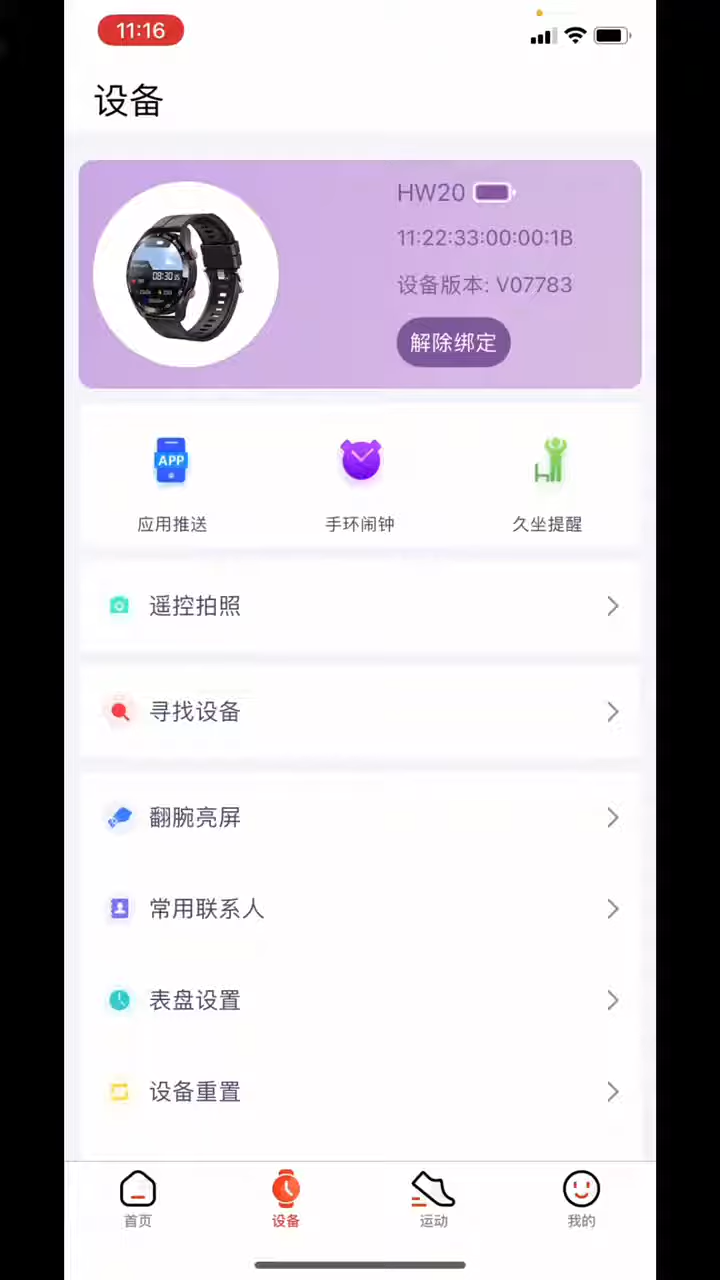 11:16
设备
HW20
11:22:33:00:00:1B
设备版本: V07783
解除绑定
08:30
APP
应用推送
手环闹钟
久坐提醒
遥控拍照
寻找设备
翻腕亮屏
常用联系人
表盘设置
设备重置
首页
设备
运动
我的